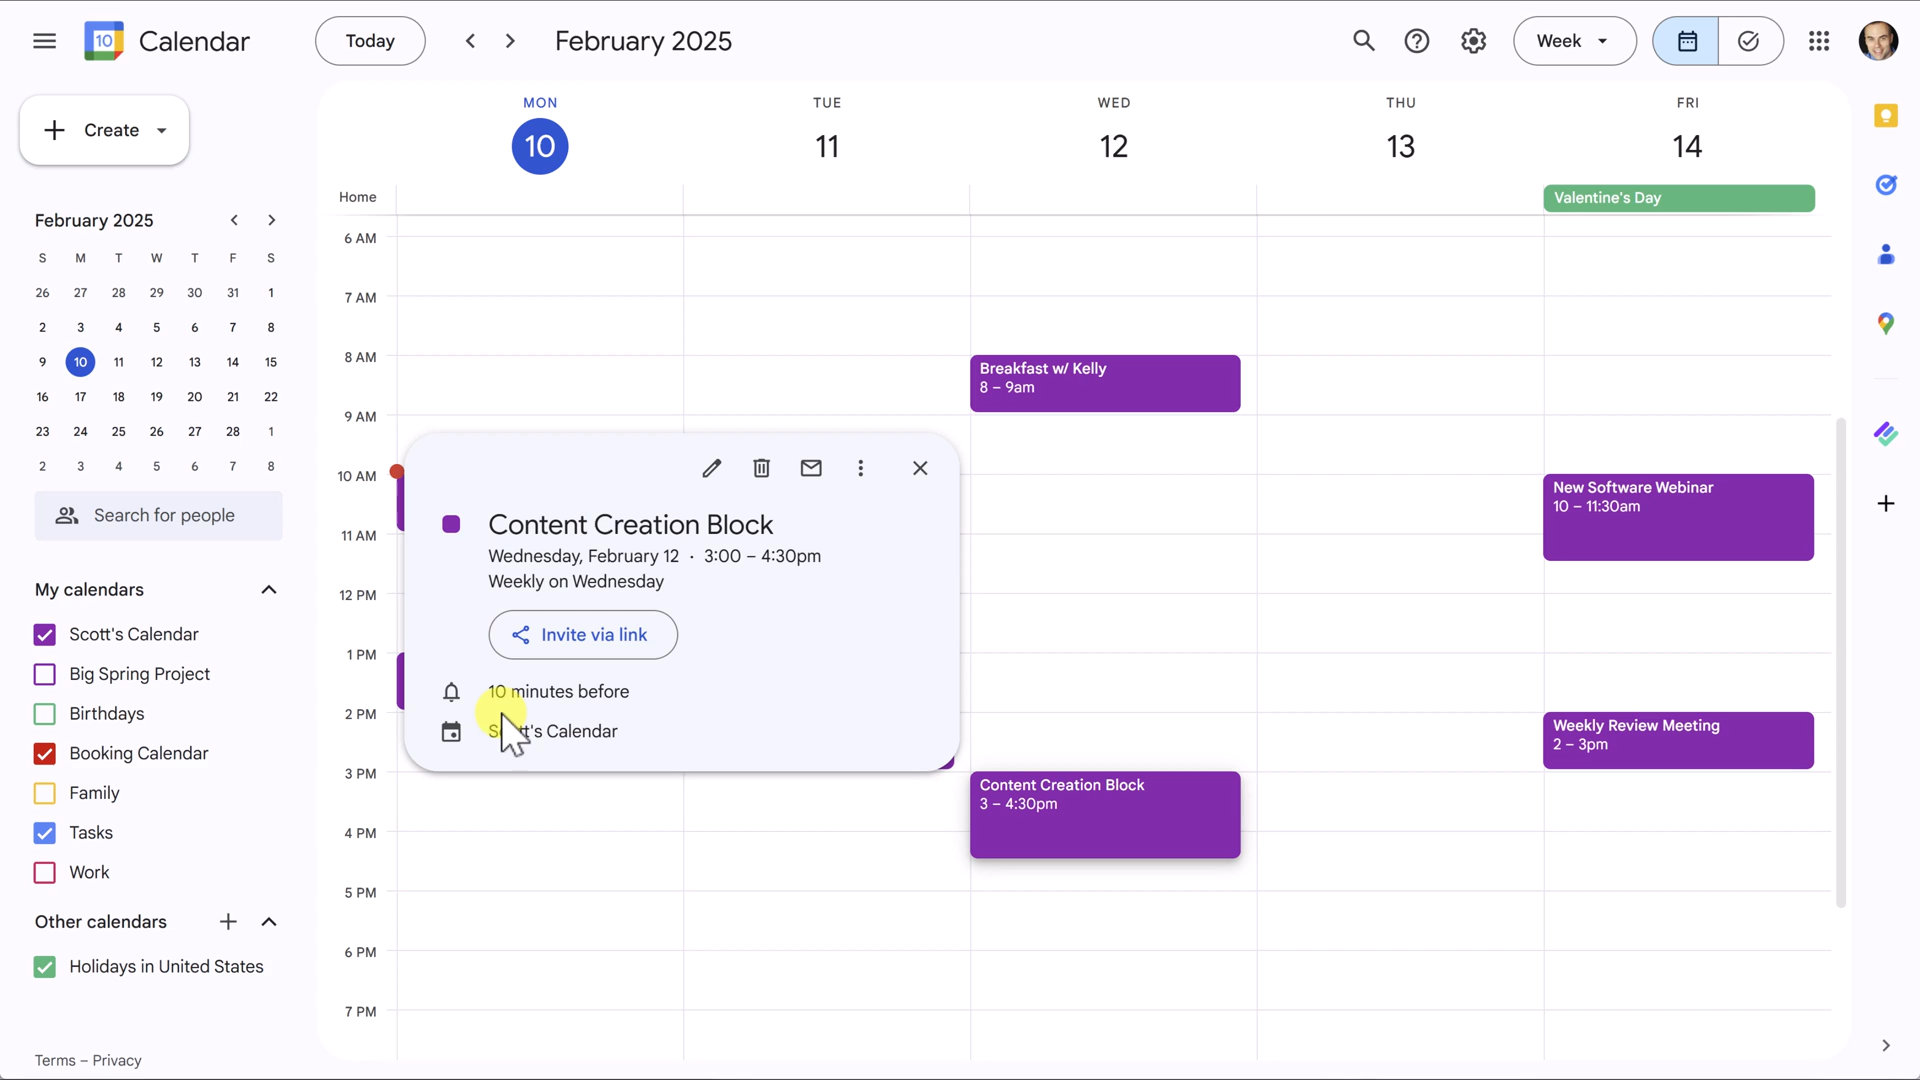 10 Calendar
Today
February 2025
Week
Create
February 2025
S M T W T F S
26 27 28 29 30 31 1
2 3 4 5 6 7 8
9 10 11 12 13 14 15
16 17 18 19 20 21 22
23 24 25 26 27 28 1
2 3 4 5 6 7 8
Search for people
My calendars
Scott's Calendar
Big Spring Project
Birthdays
Booking Calendar
Family
Tasks
Work
Other calendars
Holidays in United States
Terms – Privacy
MON TUE WED THU FRI
10 11 12 13 14
Home
Valentine's Day
6 AM
7 AM
8 AM
9 AM
10 AM
11 AM
12 PM
1 PM
2 PM
3 PM
4 PM
5 PM
6 PM
7 PM
Content Creation Block
Wednesday, February 12 · 3:00 – 4:30pm
Weekly on Wednesday
Invite via link
10 minutes before
Scott's Calendar
Breakfast w/ Kelly
8 – 9am
Content Creation Block
3 – 4:30pm
New Software Webinar
10 – 11:30am
Weekly Review Meeting
2 – 3pm